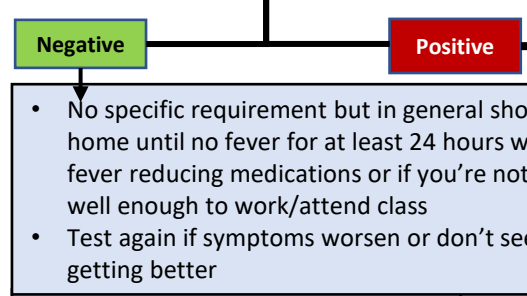 Negative
Positive
• No specific requirement but in general sho
home until no fever for at least 24 hours w
fever reducing medications or if you're not
well enough to work/attend class
• Test again if symptoms worsen or don't se
getting better